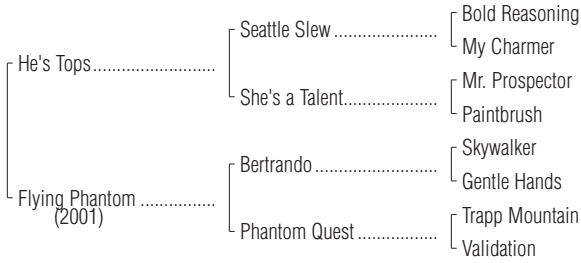 Bold Reasoning
Seattle Slew ....................
My Charmer
He's Tops........................
Mr. Prospector
She's a Talent...................
Paintbrush
Skywalker
Bertrando ........................
Gentle Hands
Flying Phantom ...............
(2001)
Trapp Mountain
Phantom Quest ................
Validation